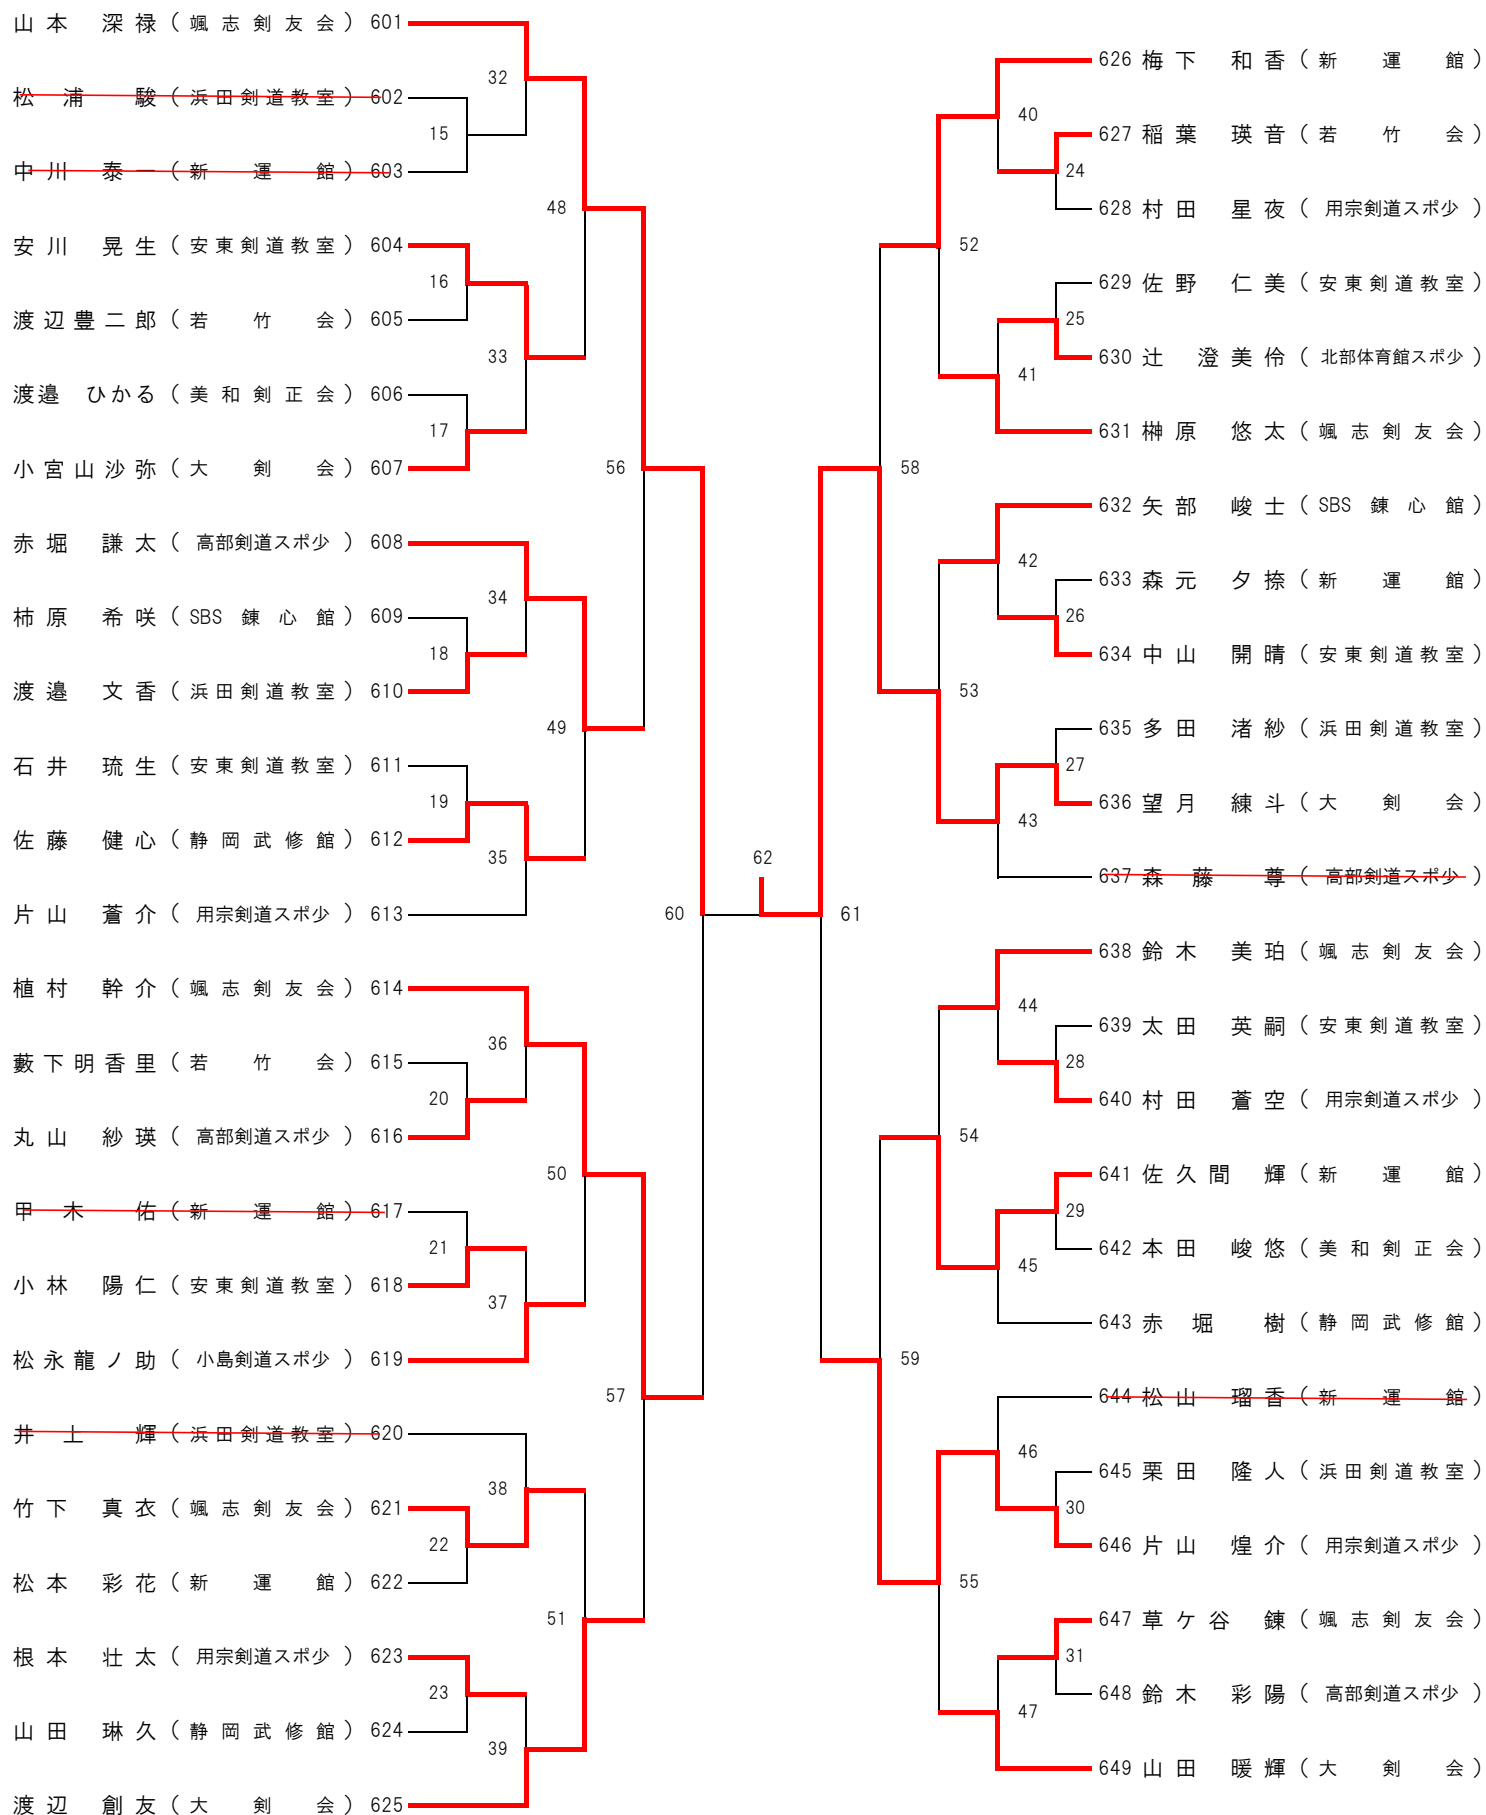 山本 深禄（颯志剣友会）601
32
松浦 駿（浜田剣道教室）602
15
中川 泰一（新運館）603
48
安川 晃生（安東剣道教室）604
16
渡辺豊二郎（若竹会）605
33
渡邉 ひかる（美和剣正会）606
17
小宮山沙弥（大剣会）607
56
赤堀 謙太（高部剣道スポ少）608
34
柿原 希咲（SBS錬心館）609
18
渡邉 文香（浜田剣道教室）610
49
石井 琉生（安東剣道教室）611
19
佐藤 健心（静岡武修館）612
35
片山 蒼介（用宗剣道スポ少）613
60
植村 幹介（颯志剣友会）614
36
藪下明香里（若竹会）615
20
丸山 紗瑛（高部剣道スポ少）616
50
甲木 佑（新運館）617
21
小林 陽仁（安東剣道教室）618
37
松永龍ノ助（小島剣道スポ少）619
57
井上 輝（浜田剣道教室）620
38
竹下 真衣（颯志剣友会）621
22
松本 彩花（新運館）622
51
根本 壮太（用宗剣道スポ少）623
23
山田 琳久（静岡武修館）624
39
渡辺 創友（大剣会）625
62
626 梅下 和香（新運館）
40
627 稲葉 瑛音（若竹会）
24
628 村田 星夜（用宗剣道スポ少）
52
629 佐野 仁美（安東剣道教室）
25
630 辻 澄美伶（北部体育館スポ少）
41
631 榊原 悠太（颯志剣友会）
58
632 矢部 峻士（SBS錬心館）
42
633 森元 夕捺（新運館）
26
634 中山 開晴（安東剣道教室）
53
635 多田 渚紗（浜田剣道教室）
27
636 望月 練斗（大剣会）
43
637 森藤 尊（高部剣道スポ少）
61
638 鈴木 美珀（颯志剣友会）
44
639 太田 英嗣（安東剣道教室）
28
640 村田 蒼空（用宗剣道スポ少）
54
641 佐久間 輝（新運館）
29
642 本田 峻悠（美和剣正会）
45
643 赤堀 樹（静岡武修館）
59
644 松山 瑠香（新運館）
46
645 栗田 隆人（浜田剣道教室）
30
646 片山 煌介（用宗剣道スポ少）
55
647 草ケ谷 錬（颯志剣友会）
31
648 鈴木 彩陽（高部剣道スポ少）
47
649 山田 暖輝（大剣会）